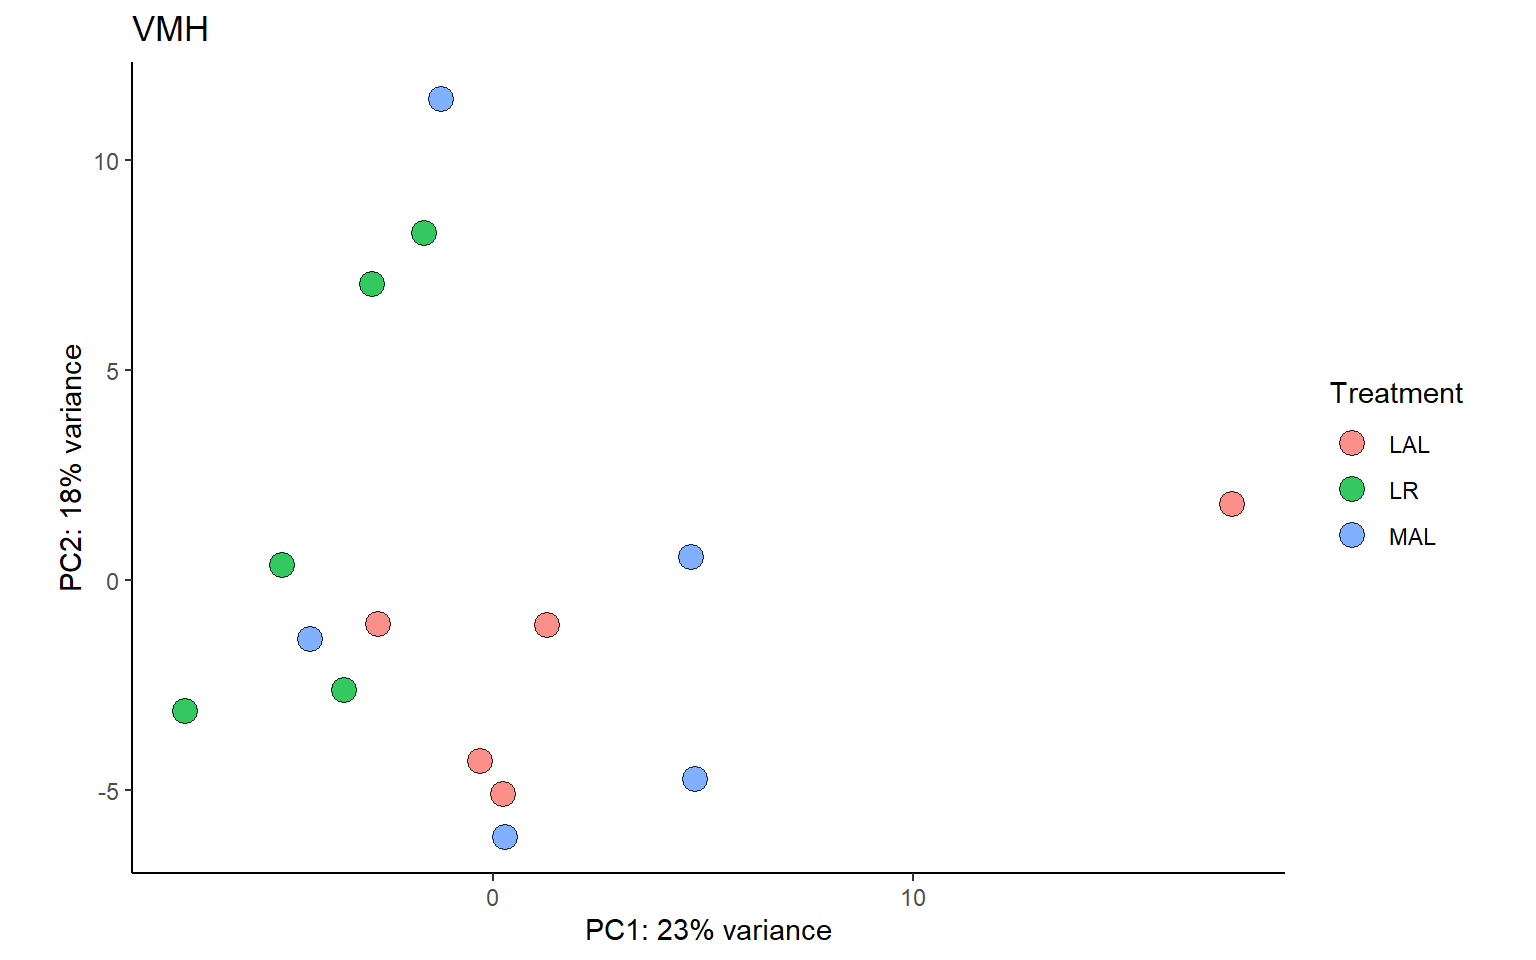 VMH
10
5
0
-5
PC2: 18% variance
0
10
PC1: 23% variance
Treatment
LAL
LR
MAL